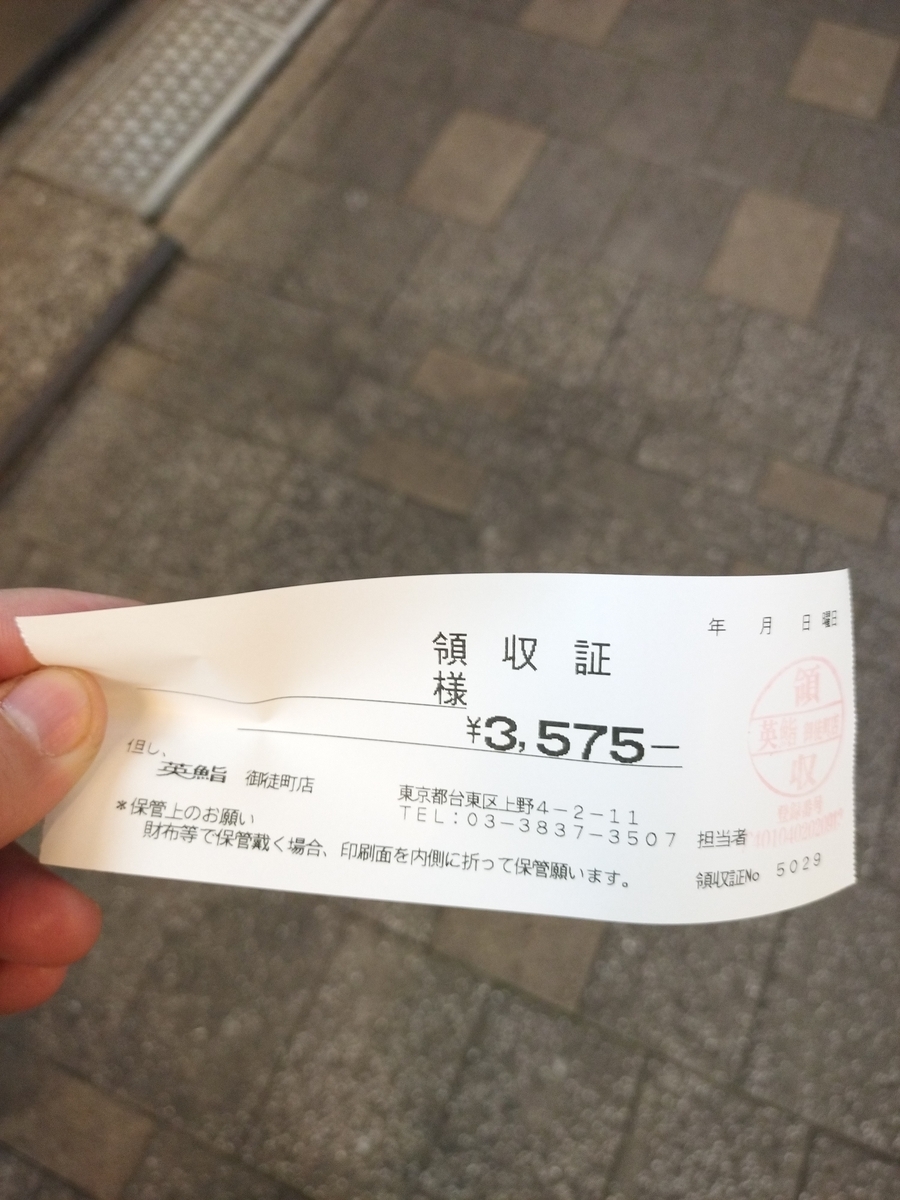 年 月 日 曜日
領収証
様
¥3,575－
但し、
英鮨 御徒町店
東京都台東区上野4－2－11
TEL：03－3837－3507
＊保管上のお願い
財布等で保管戴く場合、印刷面を内側に折って保管願います。
担当者
領収証No 5029
領
英鮨
収